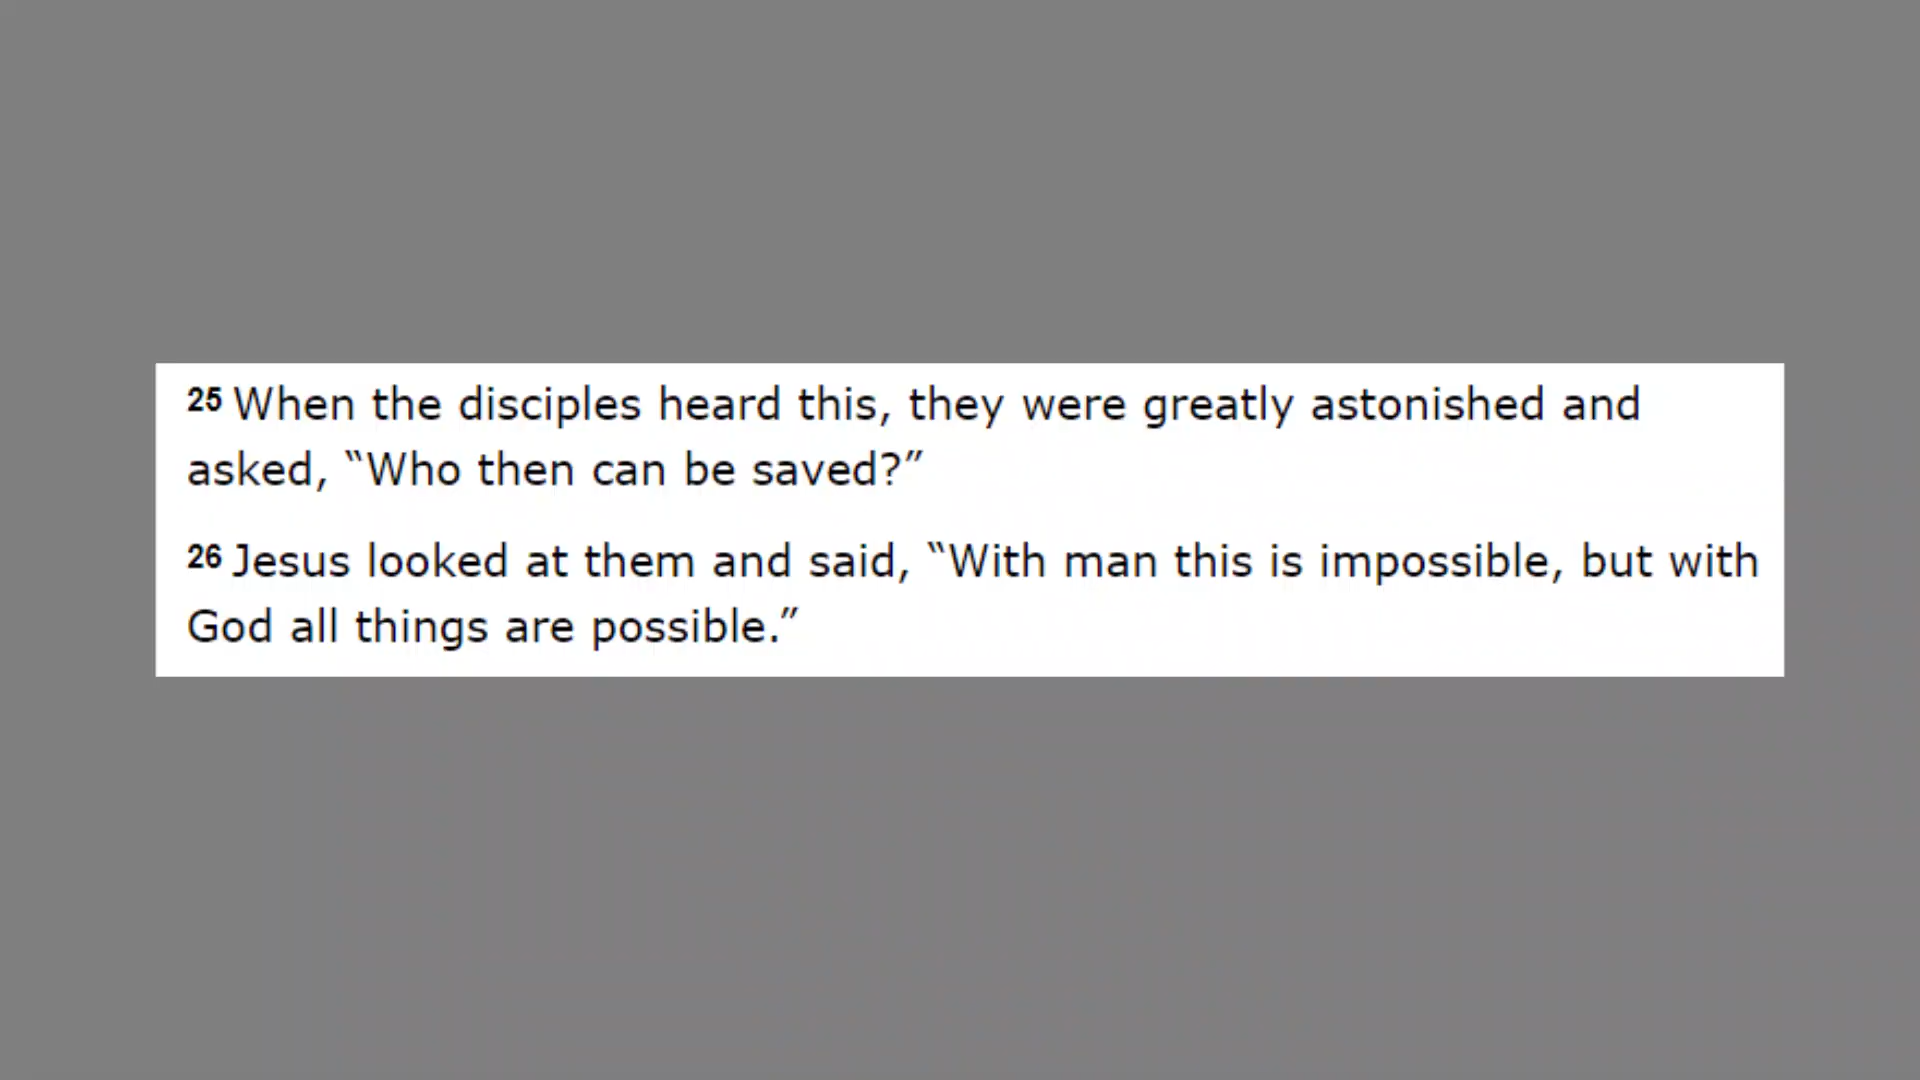 25 When the disciples heard this, they were greatly astonished and
asked, “Who then can be saved?”
26 Jesus looked at them and said, “With man this is impossible, but with
God all things are possible.”